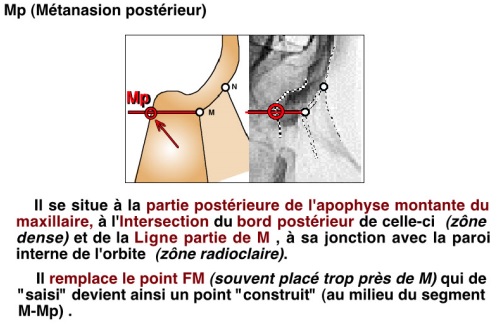 Mp (Métanasion postérieur)
N
Mp
M
Il se situe à la partie postérieure de l'apophyse montante du
maxillaire, à l'Intersection du bord postérieur de celle-ci (zône
dense) et de la Ligne partie de M , à sa jonction avec la paroi
interne de l'orbite (zône radioclaire).
Il remplace le point FM (souvent placé trop près de M) qui de
"saisi" devient ainsi un point "construit" (au milieu du segment
M-Mp) .